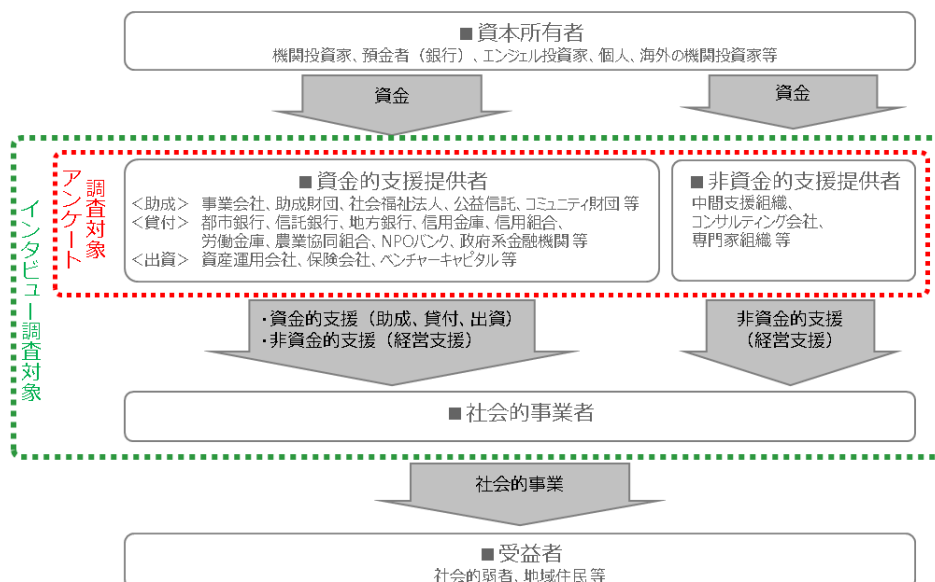 ■資本所有者
機関投資家、預金者（銀行）、エンジェル投資家、個人、海外の機関投資家等
資金
資金
インタビュー調査対象
アンケート
調査対象
■資金的支援提供者
<助成> 事業会社、助成財団、社会福祉法人、公益信託、コミュニティ財団 等
<貸付> 都市銀行、信託銀行、地方銀行、信用金庫、信用組合、
労働金庫、農業協同組合、NPOバンク、政府系金融機関 等
<出資> 資産運用会社、保険会社、ベンチャーキャピタル 等
■非資金的支援提供者
中間支援組織、
コンサルティング会社、
専門家組織 等
・資金的支援（助成、貸付、出資）
・非資金的支援（経営支援）
非資金的支援
（経営支援）
■社会的事業者
社会的事業
■受益者
社会的弱者、地域住民 等